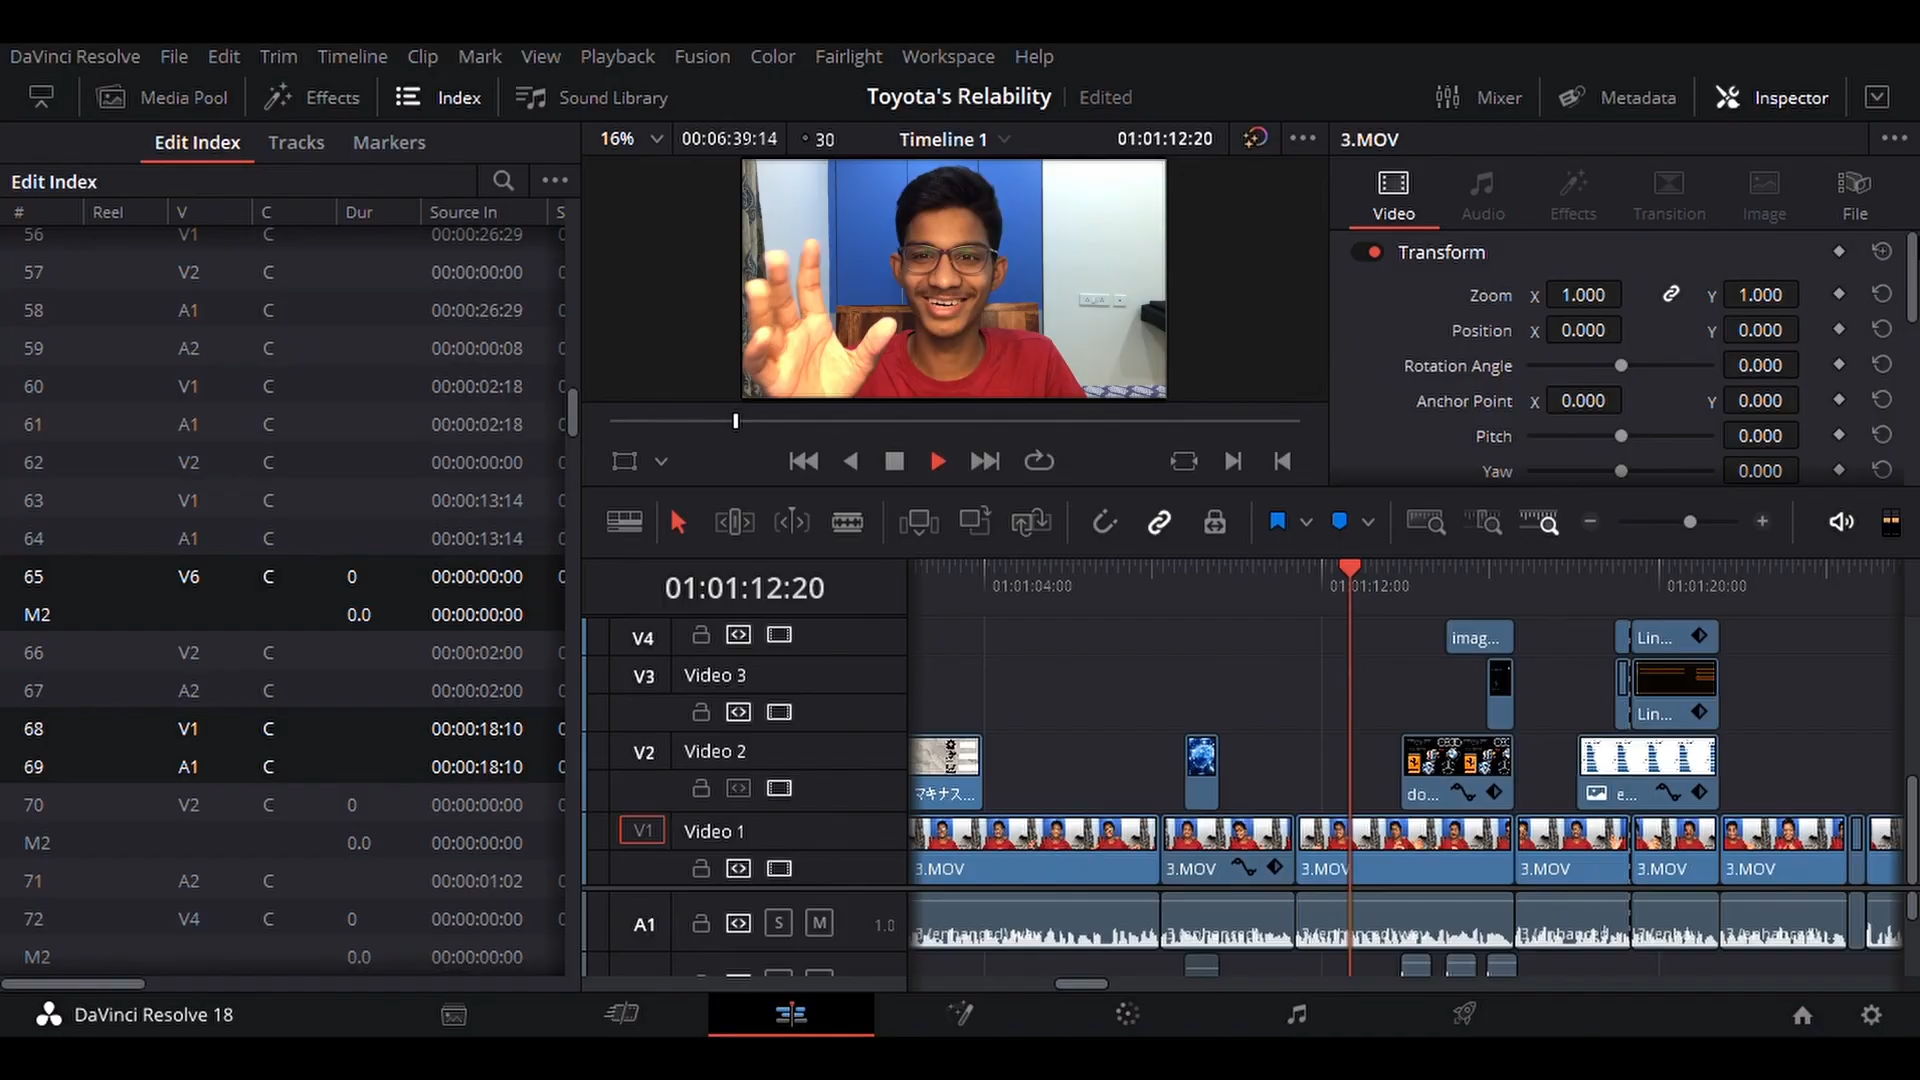 DaVinci Resolve File Edit Trim Timeline Clip Mark View Playback Fusion Color Fairlight Workspace Help
Media Pool Effects Index Sound Library Toyota's Relability Edited Mixer Metadata Inspector
Edit Index Tracks Markers 16% 00:06:39:14 30 Timeline 1 01:01:12:20 3.MOV
Edit Index
# Reel V C Dur Source In S
56 V1 C 00:00:26:29
57 V2 C 00:00:00:00
58 A1 C 00:00:26:29
59 A2 C 00:00:00:08
60 V1 C 00:00:02:18
61 A1 C 00:00:02:18
62 V2 C 00:00:00:00
63 V1 C 00:00:13:14
64 A1 C 00:00:13:14
65 V6 C 0 00:00:00:00
M2 0.0 00:00:00:00
66 V2 C 00:00:02:00
67 A2 C 00:00:02:00
68 V1 C 00:00:18:10
69 A1 C 00:00:18:10
70 V2 C 0 00:00:00:00
M2 0.0 00:00:00:00
71 A2 C 00:00:01:02
72 V4 C 0 00:00:00:00
M2 0.0 00:00:00:00
Video Audio Effects Transition Image File
Transform
Zoom X 1.000 Y 1.000
Position X 0.000 Y 0.000
Rotation Angle 0.000
Anchor Point X 0.000 Y 0.000
Pitch 0.000
Yaw 0.000
01:01:12:20 01:01:04:00 01:01:12:00 01:01:20:00
V4 imag... Lin...
V3 Video 3
Lin...
V2 Video 2
マキナス... do... e...
V1 Video 1
3.MOV 3.MOV 3.MOV 3.MOV 3.MOV 3.MOV
A1 S M 1.0
DaVinci Resolve 18